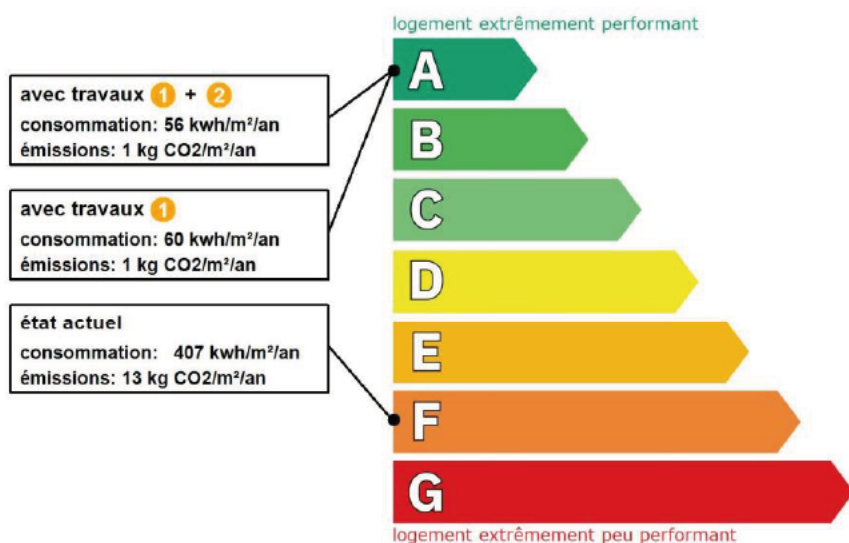 logement extrêmement performant
A
avec travaux 1 + 2
consommation: 56 kwh/m²/an
émissions: 1 kg CO2/m²/an
B
avec travaux 1
consommation: 60 kwh/m²/an
émissions: 1 kg CO2/m²/an
C
D
état actuel
consommation: 407 kwh/m²/an
émissions: 13 kg CO2/m²/an
E
F
G
logement extrêmement peu performant